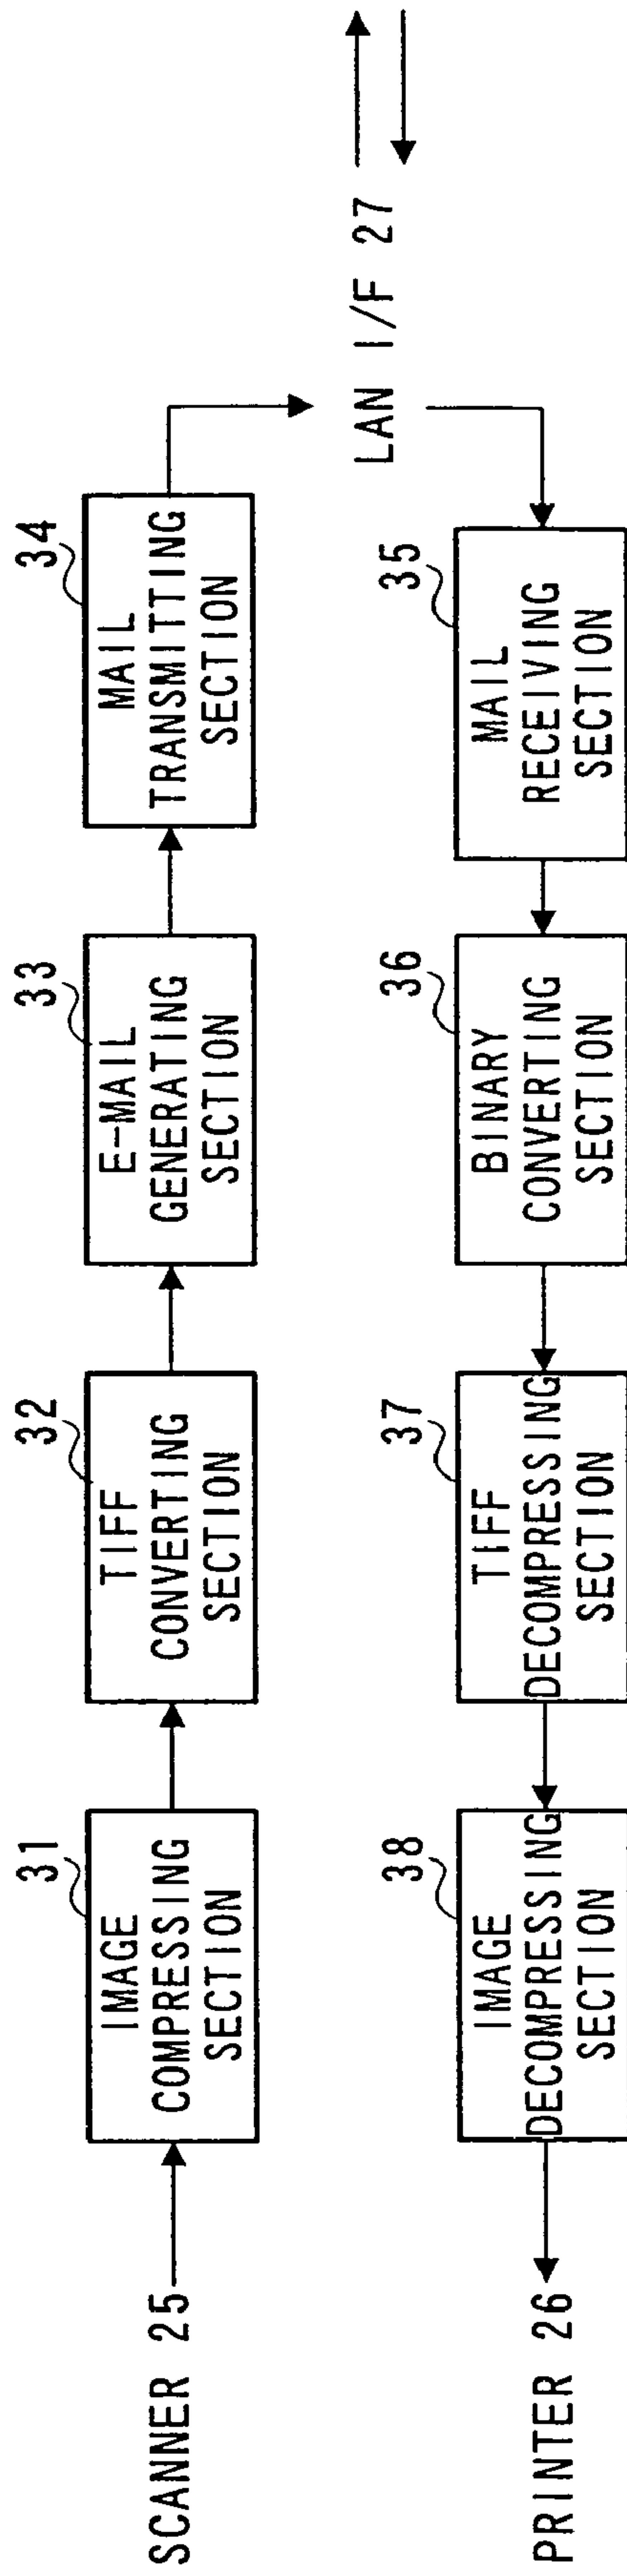 31
32
33
34
SCANNER 25
IMAGE
COMPRESSING
SECTION
TIFF
CONVERTING
SECTION
E-MAIL
GENERATING
SECTION
MAIL
TRANSMITTING
SECTION
LAN I/F 27
38
37
36
35
PRINTER 26
IMAGE
DECOMPRESSING
SECTION
TIFF
DECOMPRESSING
SECTION
BINARY
CONVERTING
SECTION
MAIL
RECEIVING
SECTION